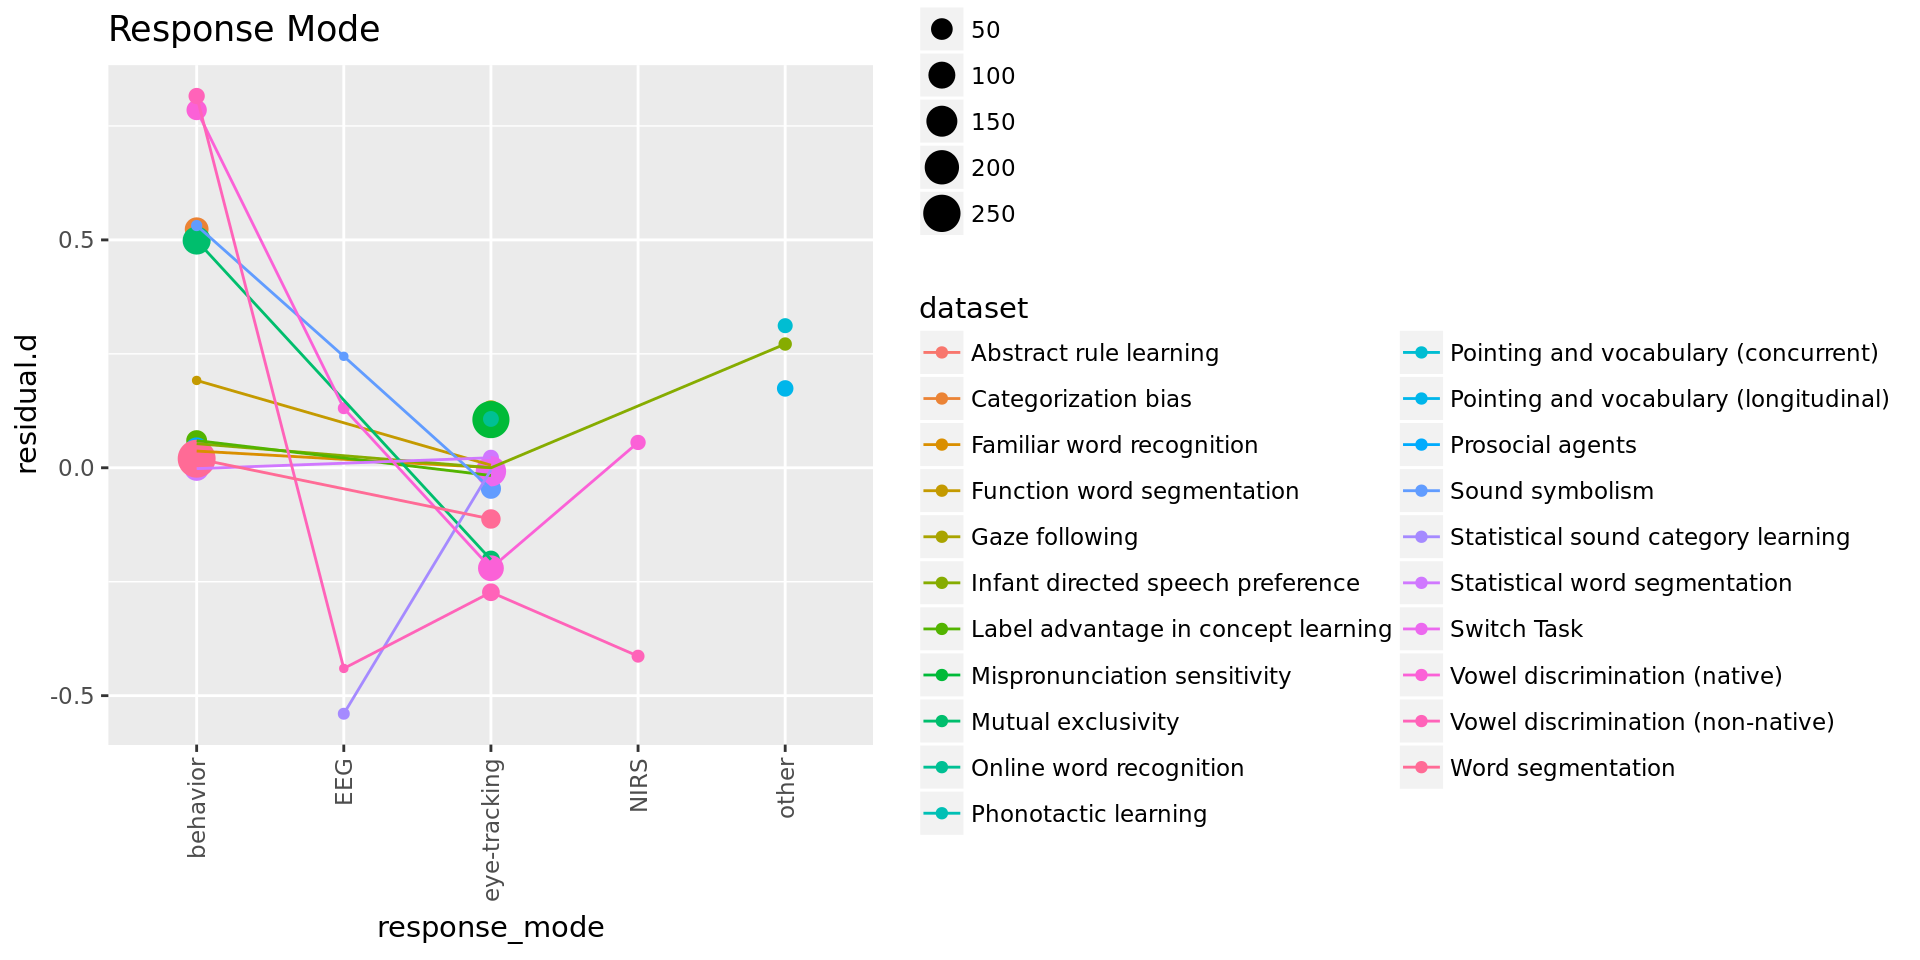 Response Mode
residual.d
0.5
0.0
-0.5
behavior
EEG
eye-tracking
NIRS
other
response_mode
50
100
150
200
250
dataset
Abstract rule learning
Categorization bias
Familiar word recognition
Function word segmentation
Gaze following
Infant directed speech preference
Label advantage in concept learning
Mispronunciation sensitivity
Mutual exclusivity
Online word recognition
Phonotactic learning
Pointing and vocabulary (concurrent)
Pointing and vocabulary (longitudinal)
Prosocial agents
Sound symbolism
Statistical sound category learning
Statistical word segmentation
Switch Task
Vowel discrimination (native)
Vowel discrimination (non-native)
Word segmentation